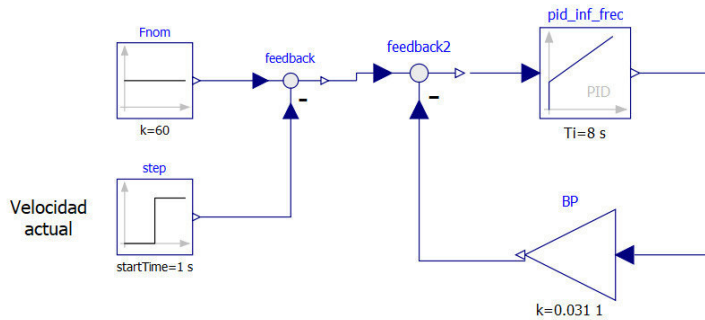 Fnom
feedback
feedback2
pid_inf_frec
PID
k=60
Ti=8 s
step
Velocidad
actual
startTime=1 s
BP
k=0.031 1